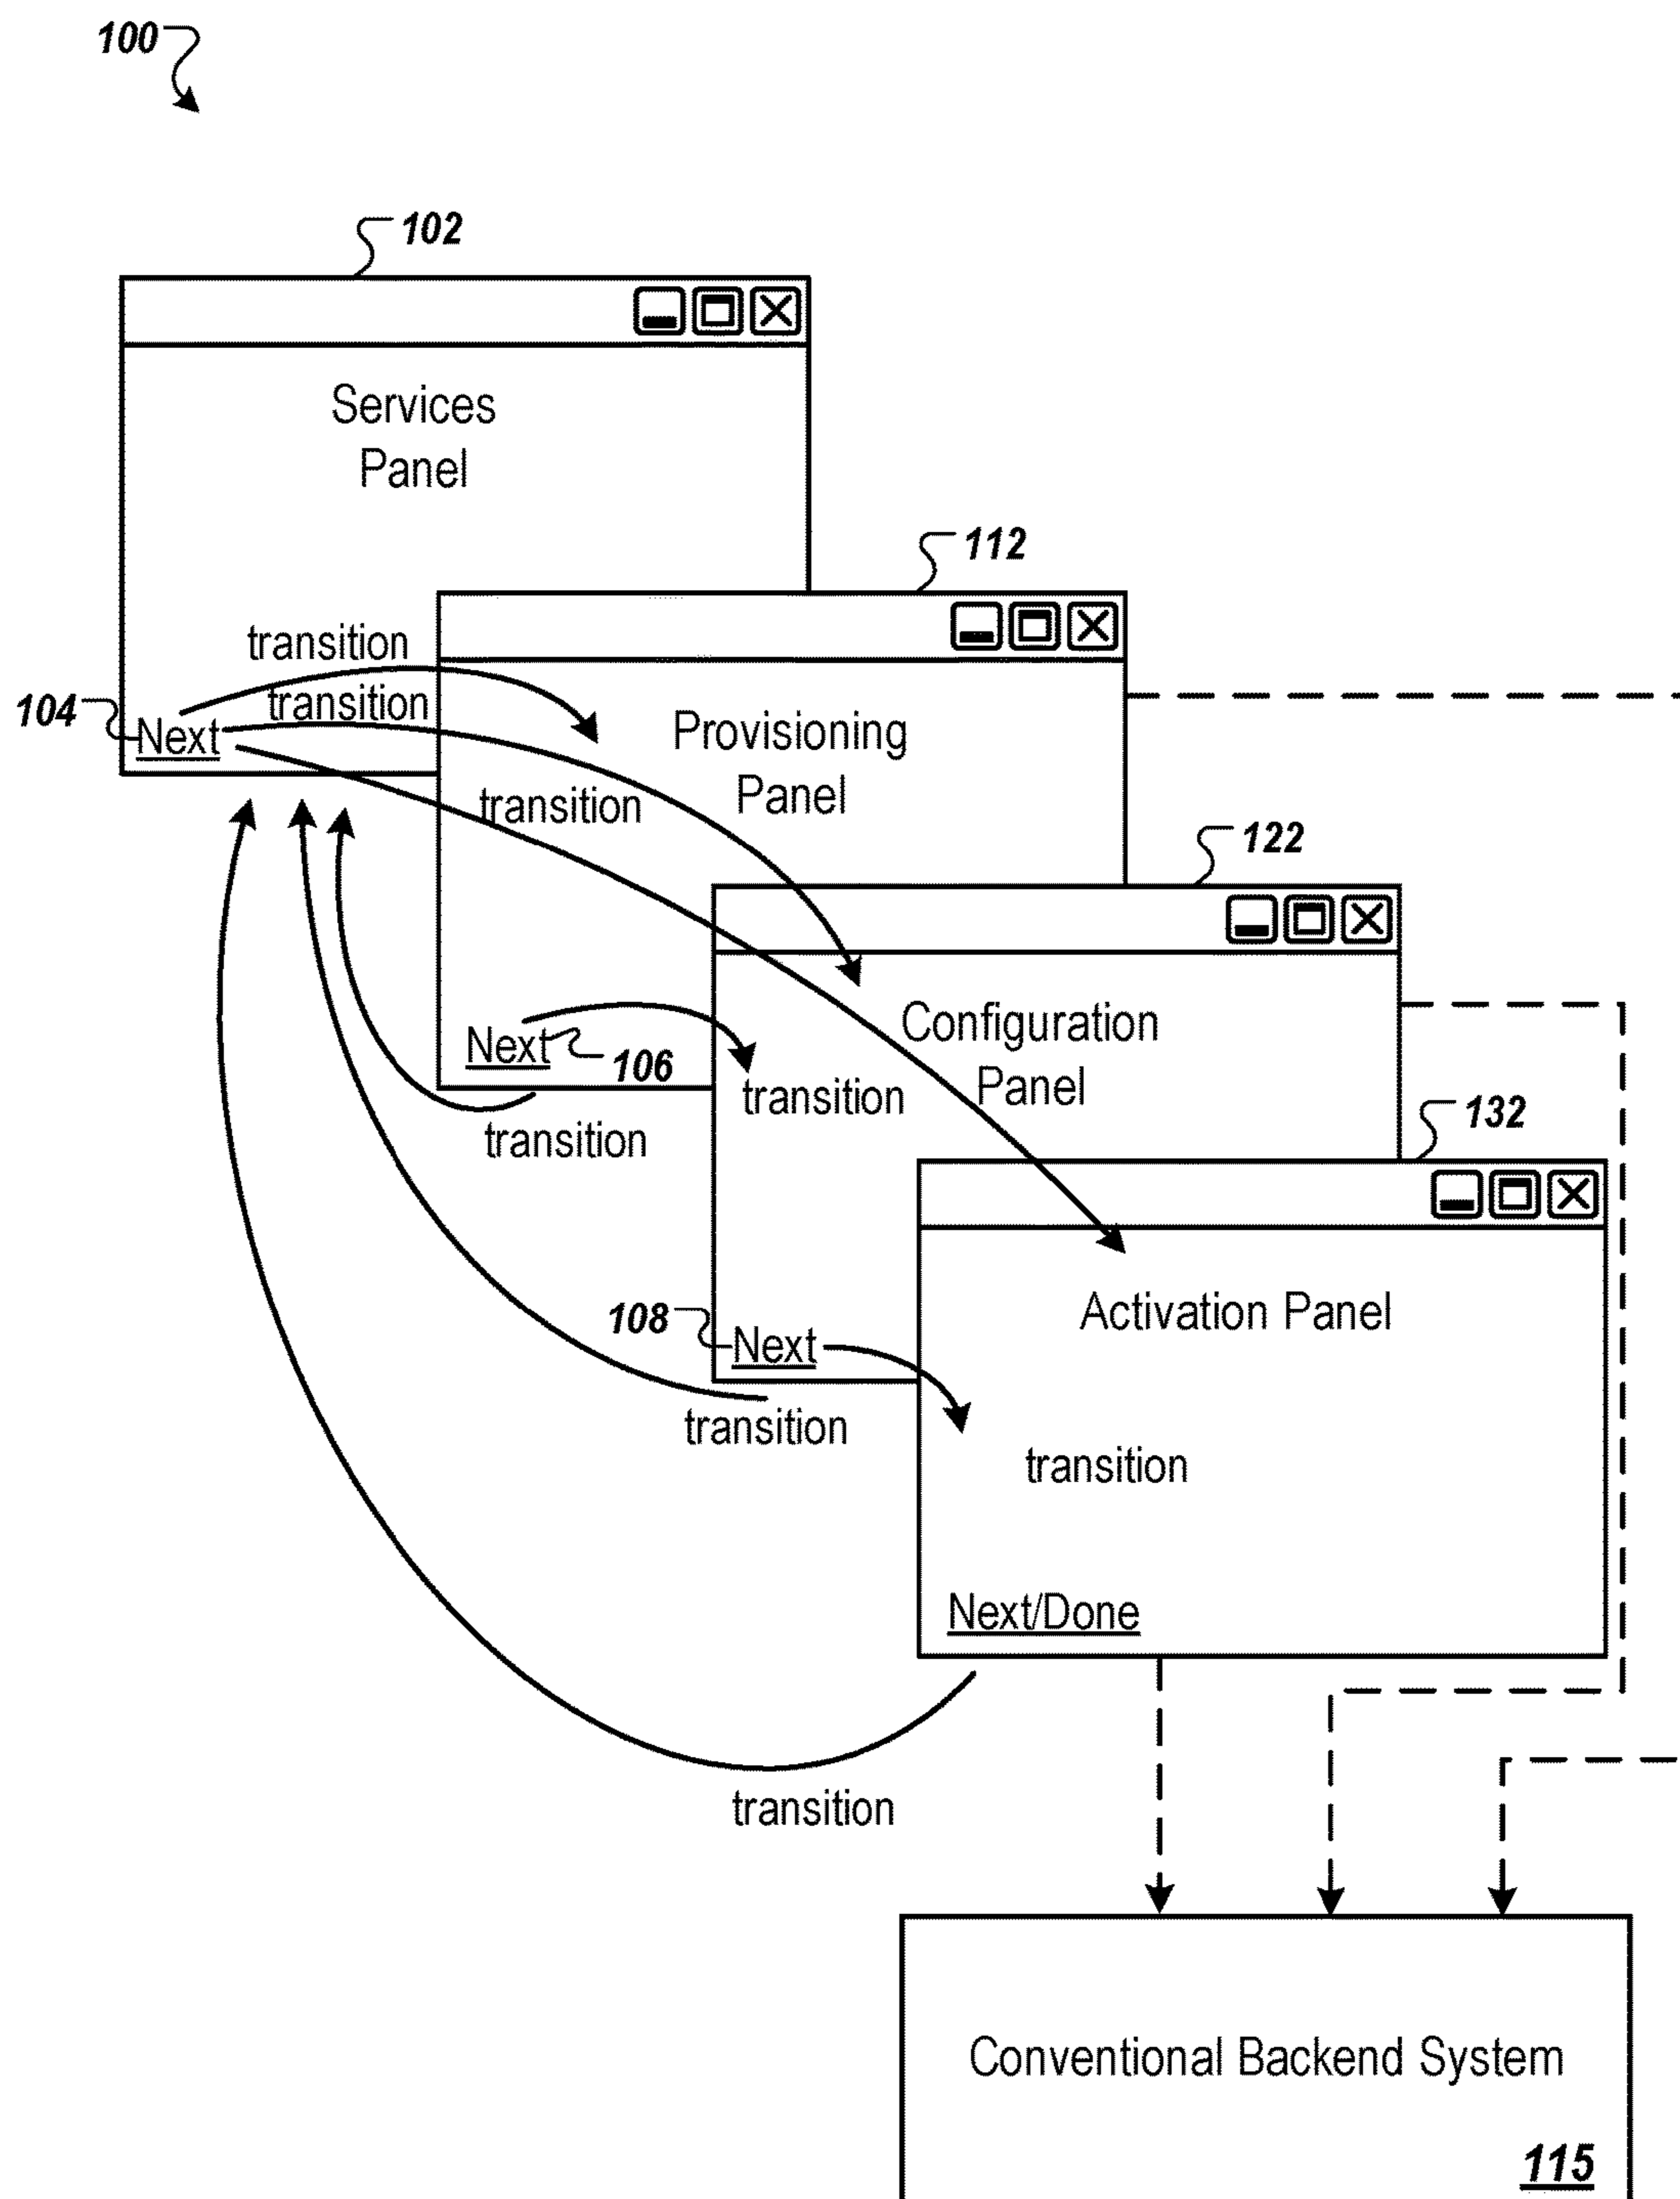 100
102
Services
Panel
112
transition
transition
104
Next
Provisioning
Panel
transition
122
Configuration
Panel
Next
106
transition
transition
132
Activation Panel
108
Next
transition
transition
Next/Done
transition
Conventional Backend System
115